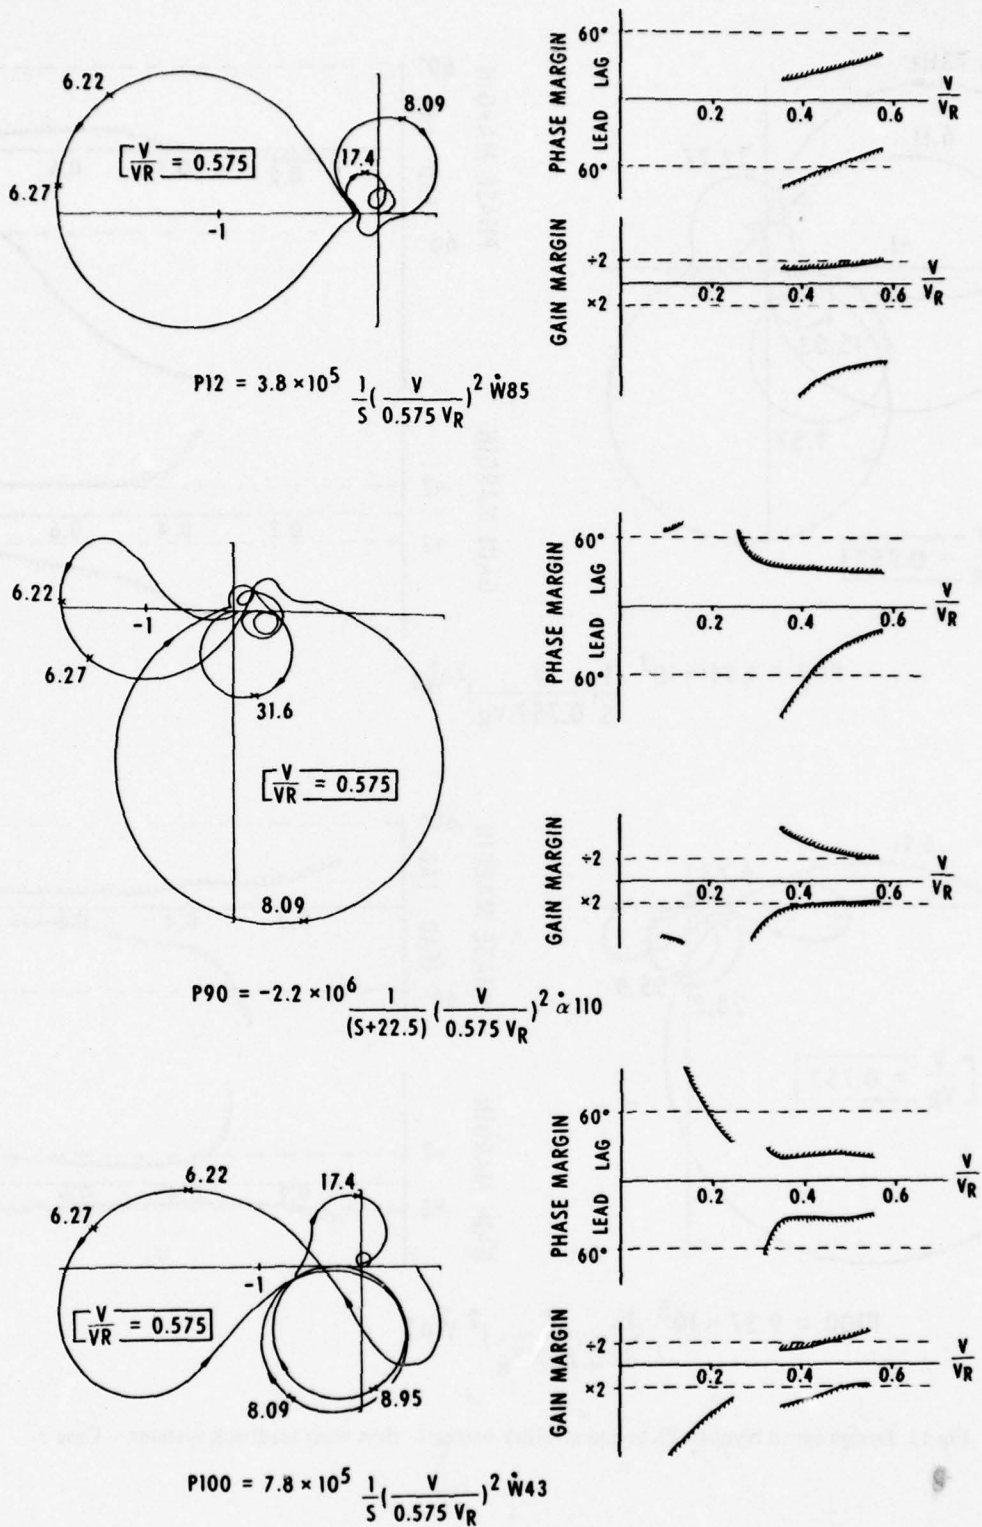 6.22
6.27
V/VR = 0.575
-1
17.4
8.09
PHASE MARGIN
LEAD LAG
60°
60°
0.2 0.4 0.6 V/VR
GAIN MARGIN
÷2
×2
0.2 0.4 0.6 V/VR
P12 = 3.8 × 10⁵ 1/S (V/0.575 VR)² Ẇ85
6.22
6.27
-1
31.6
V/VR = 0.575
8.09
PHASE MARGIN
LEAD LAG
60°
60°
0.2 0.4 0.6 V/VR
GAIN MARGIN
÷2
×2
0.2 0.4 0.6 V/VR
P90 = -2.2 × 10⁶ 1/(S+22.5) (V/0.575 VR)² α̇110
6.22
6.27
17.4
-1
V/VR = 0.575
8.09
8.95
PHASE MARGIN
LEAD LAG
60°
60°
0.2 0.4 0.6 V/VR
GAIN MARGIN
÷2
×2
0.2 0.4 0.6 V/VR
P100 = 7.8 × 10⁵ 1/S (V/0.575 VR)² Ẇ43